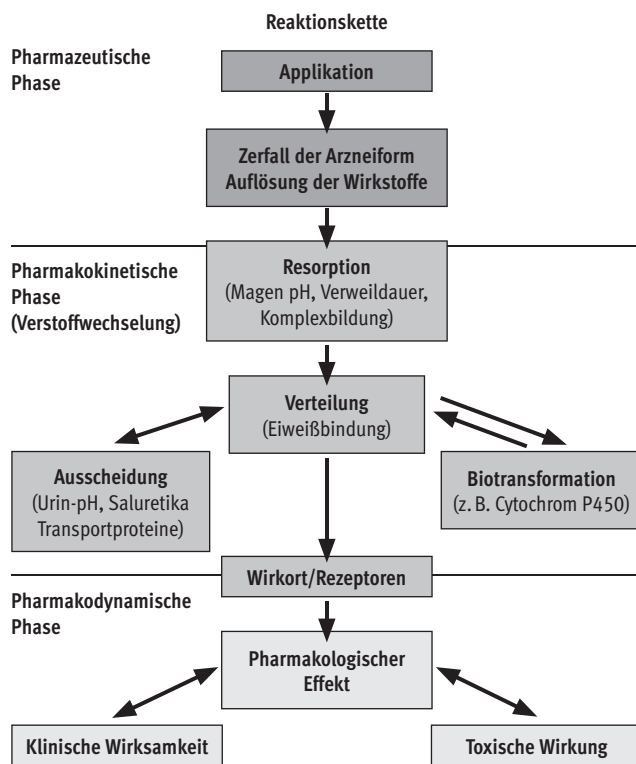 Reaktionskette
Pharmazeutische
Phase
Applikation
Zerfall der Arzneiform
Auflösung der Wirkstoffe
Pharmakokinetische
Phase
(Verstoffwechselung)
Resorption
(Magen pH, Verweildauer,
Komplexbildung)
Verteilung
(Eiweißbindung)
Ausscheidung
(Urin-pH, Saluretika
Transportproteine)
Biotransformation
(z. B. Cytochrom P450)
Wirkort/Rezeptoren
Pharmakodynamische
Phase
Pharmakologischer
Effekt
Klinische Wirksamkeit
Toxische Wirkung